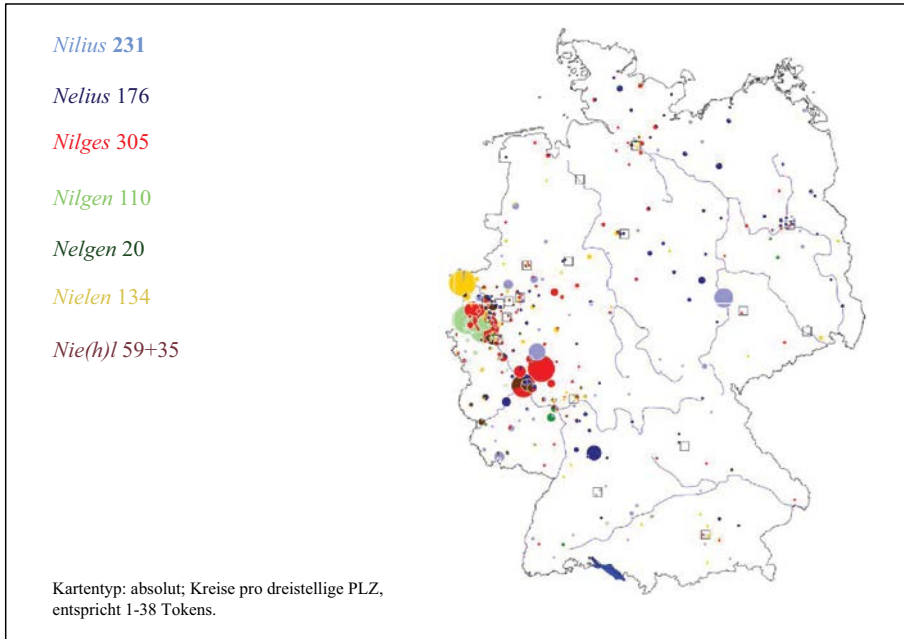 Nilius 231
Nelius 176
Nilges 305
Nilgen 110
Nelgen 20
Nielen 134
Nie(h)l 59+35
Kartentyp: absolut; Kreise pro dreistellige PLZ,
entspricht 1-38 Tokens.